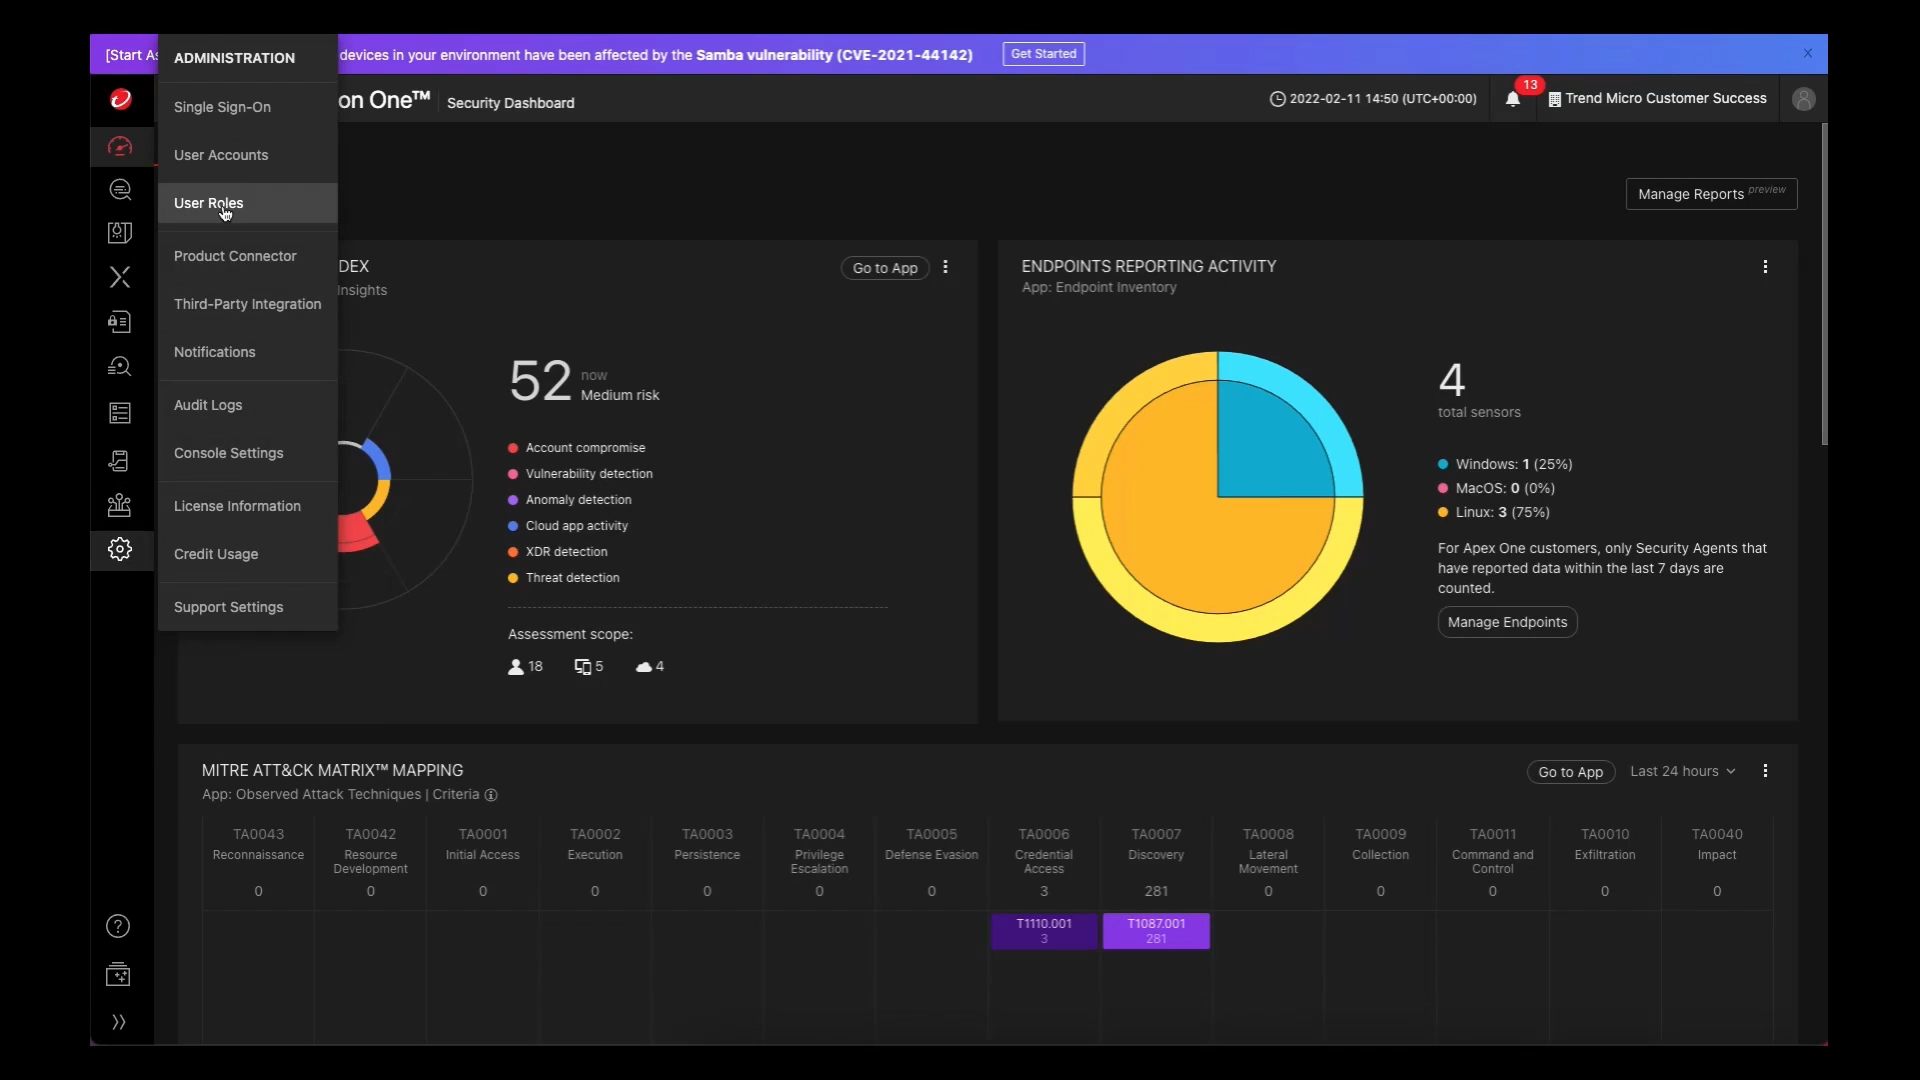 [Start As
devices in your environment have been affected by the Samba vulnerability (CVE-2021-44142)
Get Started
on One™
Security Dashboard
2022-02-11 14:50 (UTC+00:00)
13
Trend Micro Customer Success
ADMINISTRATION
Single Sign-On
User Accounts
User Roles
Product Connector
Third-Party Integration
Notifications
Audit Logs
Console Settings
License Information
Credit Usage
Support Settings
Manage Reports preview
DEX
Insights
Go to App
52
now
Medium risk
Account compromise
Vulnerability detection
Anomaly detection
Cloud app activity
XDR detection
Threat detection
Assessment scope:
18 5 4
ENDPOINTS REPORTING ACTIVITY
App: Endpoint Inventory
4
total sensors
Windows: 1 (25%)
MacOS: 0 (0%)
Linux: 3 (75%)
For Apex One customers, only Security Agents that
have reported data within the last 7 days are
counted.
Manage Endpoints
MITRE ATT&CK MATRIX™ MAPPING
App: Observed Attack Techniques | Criteria
Go to App
Last 24 hours
TA0043 TA0042 TA0001 TA0002 TA0003 TA0004 TA0005 TA0006 TA0007 TA0008 TA0009 TA0011 TA0010 TA0040
Reconnaissance Resource Initial Access Execution Persistence Privilege Defense Evasion Credential Discovery Lateral Collection Command and Exfiltration Impact
Development Escalation Access Movement Control
0 0 0 0 0 0 0 3 281 0 0 0 0 0
T1110.001 T1087.001
3 281